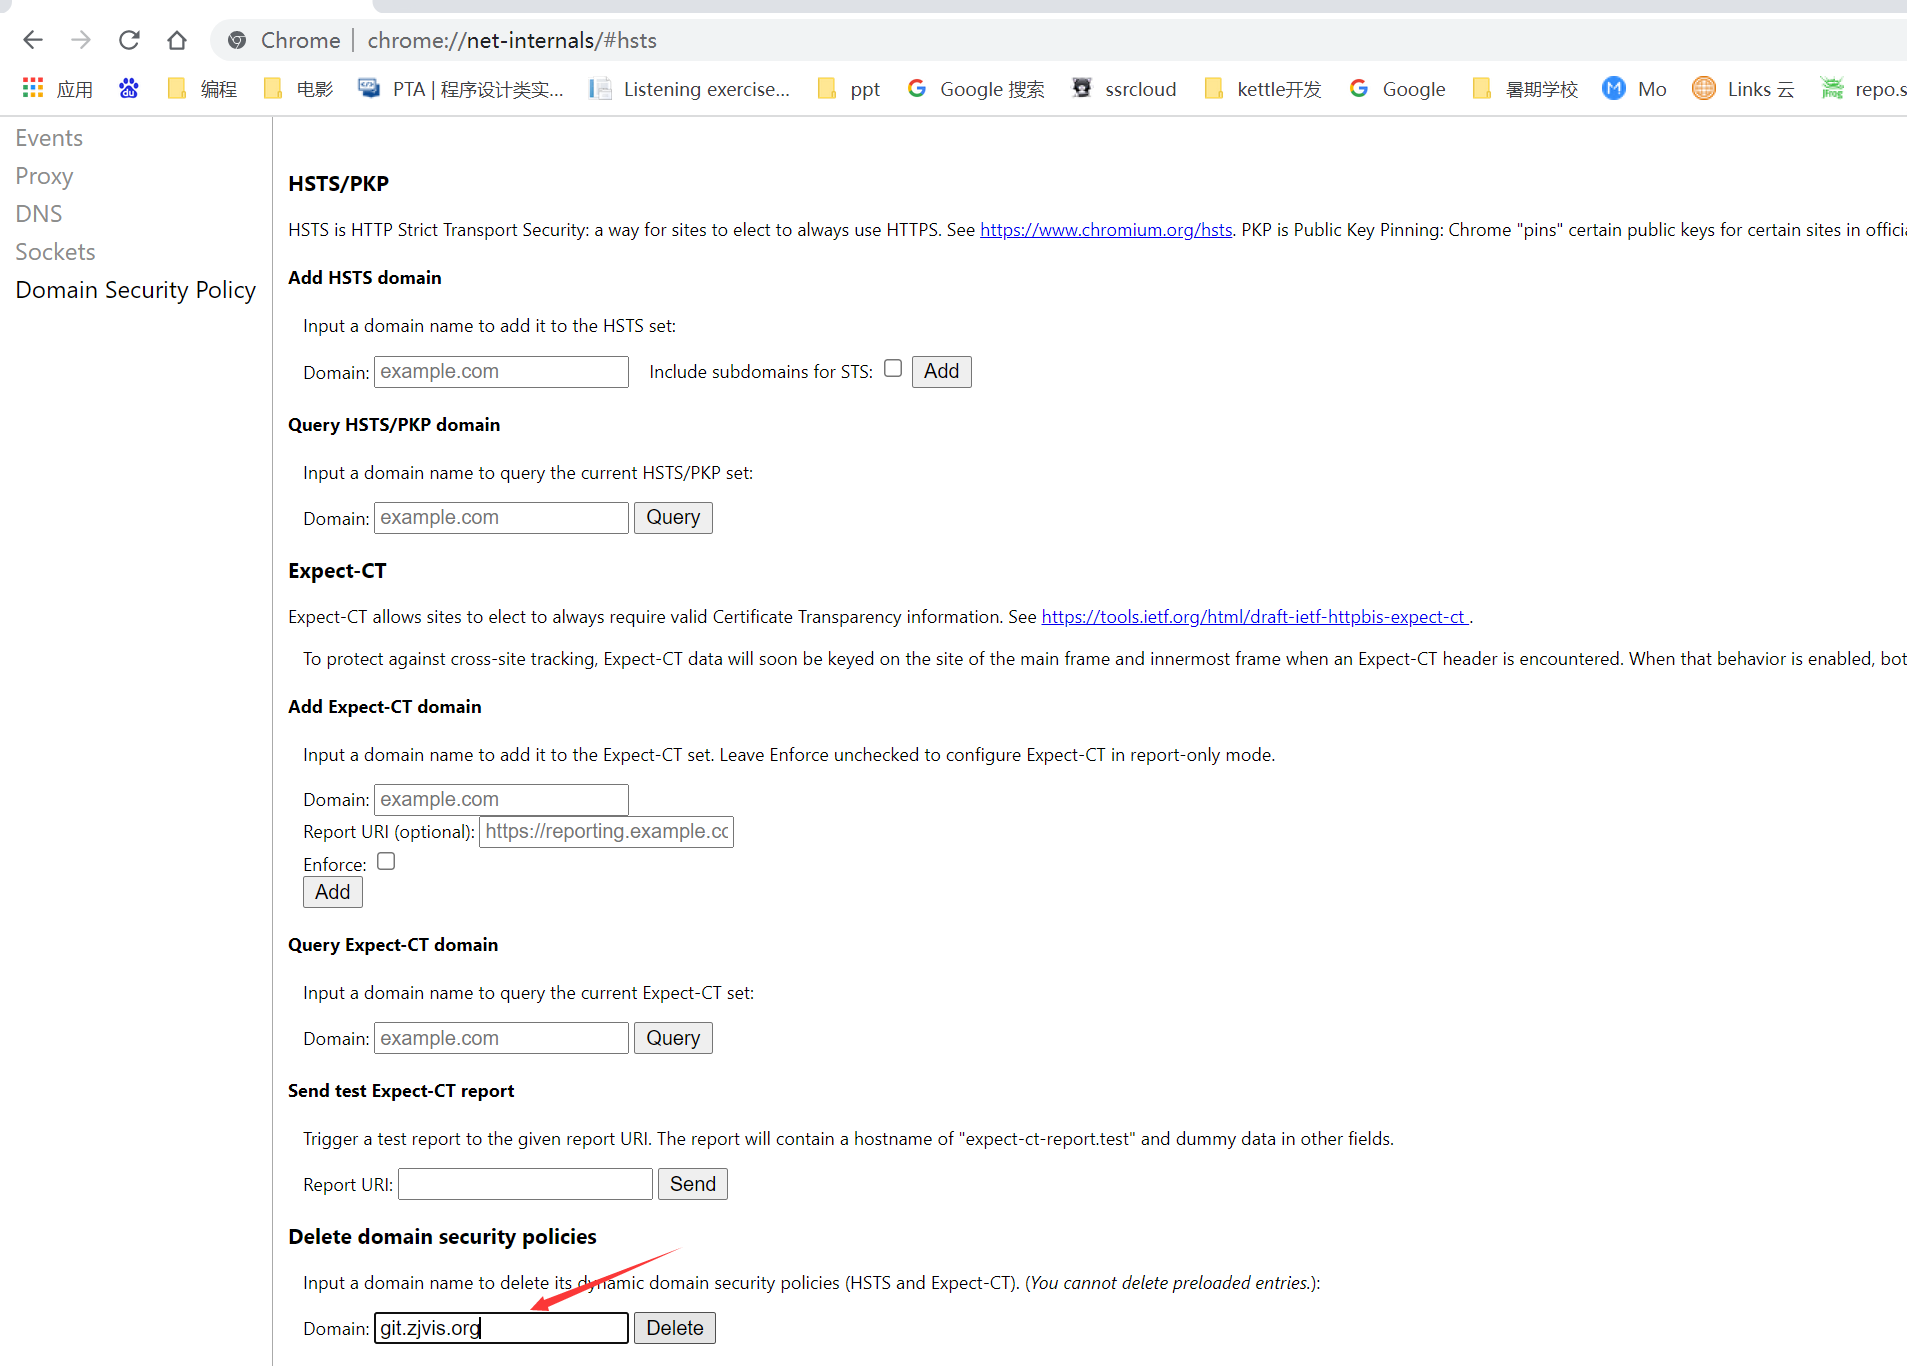 Chrome | chrome://net-internals/#hsts
应用 编程 电影 PTA | 程序设计类实... Listening exercise... ppt Google 搜索 ssrcloud kettle开发 Google 暑期学校 Mo Links 云 repo.s
Events
Proxy
DNS
Sockets
Domain Security Policy
HSTS/PKP
HSTS is HTTP Strict Transport Security: a way for sites to elect to always use HTTPS. See https://www.chromium.org/hsts. PKP is Public Key Pinning: Chrome "pins" certain public keys for certain sites in offici
Add HSTS domain
Input a domain name to add it to the HSTS set:
Domain: example.com Include subdomains for STS: Add
Query HSTS/PKP domain
Input a domain name to query the current HSTS/PKP set:
Domain: example.com Query
Expect-CT
Expect-CT allows sites to elect to always require valid Certificate Transparency information. See https://tools.ietf.org/html/draft-ietf-httpbis-expect-ct .
To protect against cross-site tracking, Expect-CT data will soon be keyed on the site of the main frame and innermost frame when an Expect-CT header is encountered. When that behavior is enabled, bot
Add Expect-CT domain
Input a domain name to add it to the Expect-CT set. Leave Enforce unchecked to configure Expect-CT in report-only mode.
Domain: example.com
Report URI (optional): https://reporting.example.cc
Enforce:
Add
Query Expect-CT domain
Input a domain name to query the current Expect-CT set:
Domain: example.com Query
Send test Expect-CT report
Trigger a test report to the given report URI. The report will contain a hostname of "expect-ct-report.test" and dummy data in other fields.
Report URI: Send
Delete domain security policies
Input a domain name to delete its dynamic domain security policies (HSTS and Expect-CT). (You cannot delete preloaded entries.):
Domain: git.zjvis.org Delete